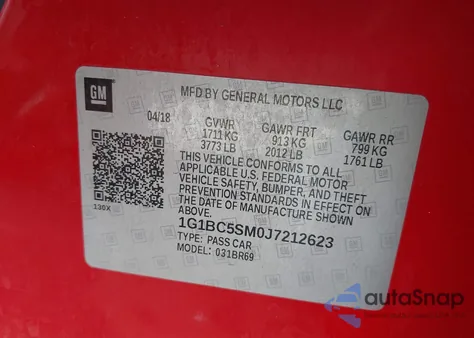 GM
MFD BY GENERAL MOTORS LLC
04/18
GVWR GAWR FRT GAWR RR
1711 KG 913 KG 799 KG
3773 LB 2012 LB 1761 LB
THIS VEHICLE CONFORMS TO ALL
APPLICABLE U.S. FEDERAL MOTOR
VEHICLE SAFETY, BUMPER, AND THEFT
PREVENTION STANDARDS IN EFFECT ON
THE DATE OF MANUFACTURE SHOWN
ABOVE.
130X
1G1BC5SM0J7212623
TYPE: PASS CAR
MODEL: 031BR69
autoSnap